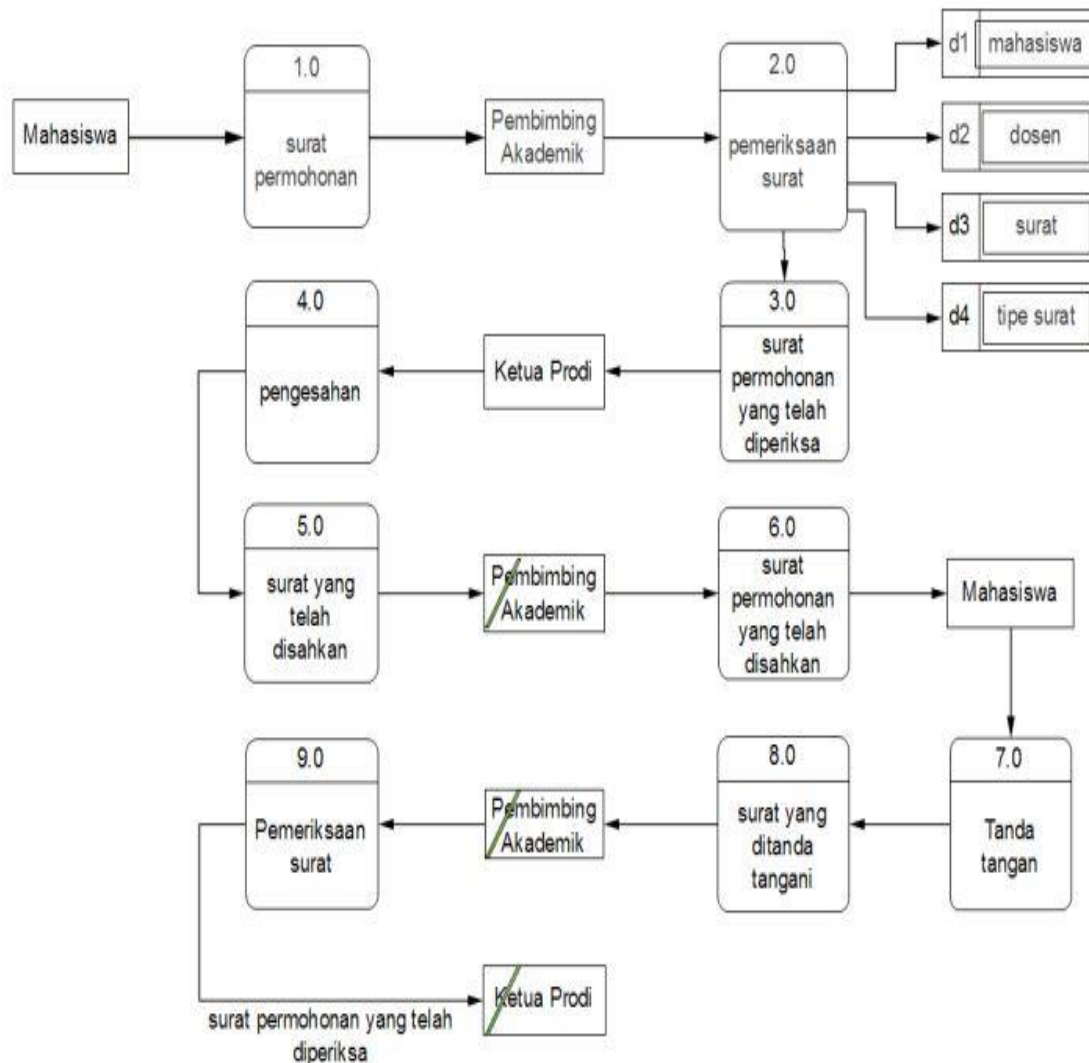 1.0
surat
permohonan
Mahasiswa
Pembimbing
Akademik
2.0
pemeriksaan
surat
d1 mahasiswa
d2 dosen
d3 surat
d4 tipe surat
4.0
pengesahan
Ketua Prodi
3.0
surat
permohonan
yang telah
diperiksa
5.0
surat yang
telah
disahkan
Pembimbing
Akademik
6.0
surat
permohonan
yang telah
disahkan
Mahasiswa
9.0
Pemeriksaan
surat
Pembimbing
Akademik
8.0
surat yang
ditanda
tangani
7.0
Tanda
tangan
Ketua Prodi
surat permohonan yang telah
diperiksa